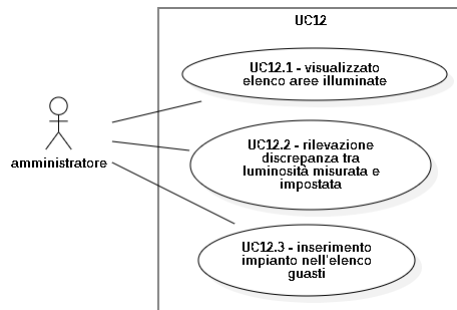 UC12
UC12.1 - visualizzato
elenco aree illuminate
amministratore
UC12.2 - rilevazione
discrepanza tra
luminosità misurata e
impostata
UC12.3 - inserimento
impianto nell'elenco
guasti